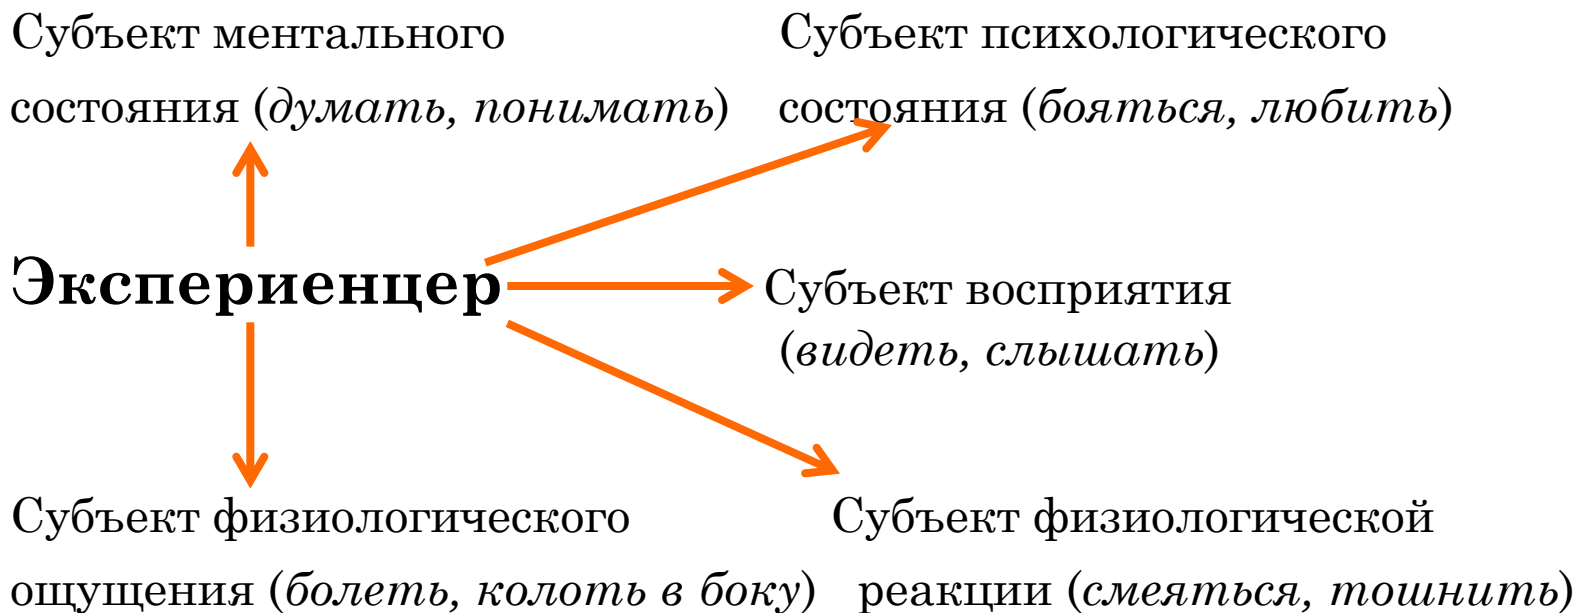 Субъект ментального
состояния (думать, понимать)
Субъект психологического
состояния (бояться, любить)
Экспериенцер
Субъект восприятия
(видеть, слышать)
Субъект физиологического
ощущения (болеть, колоть в боку)
Субъект физиологической
реакции (смеяться, тошнить)